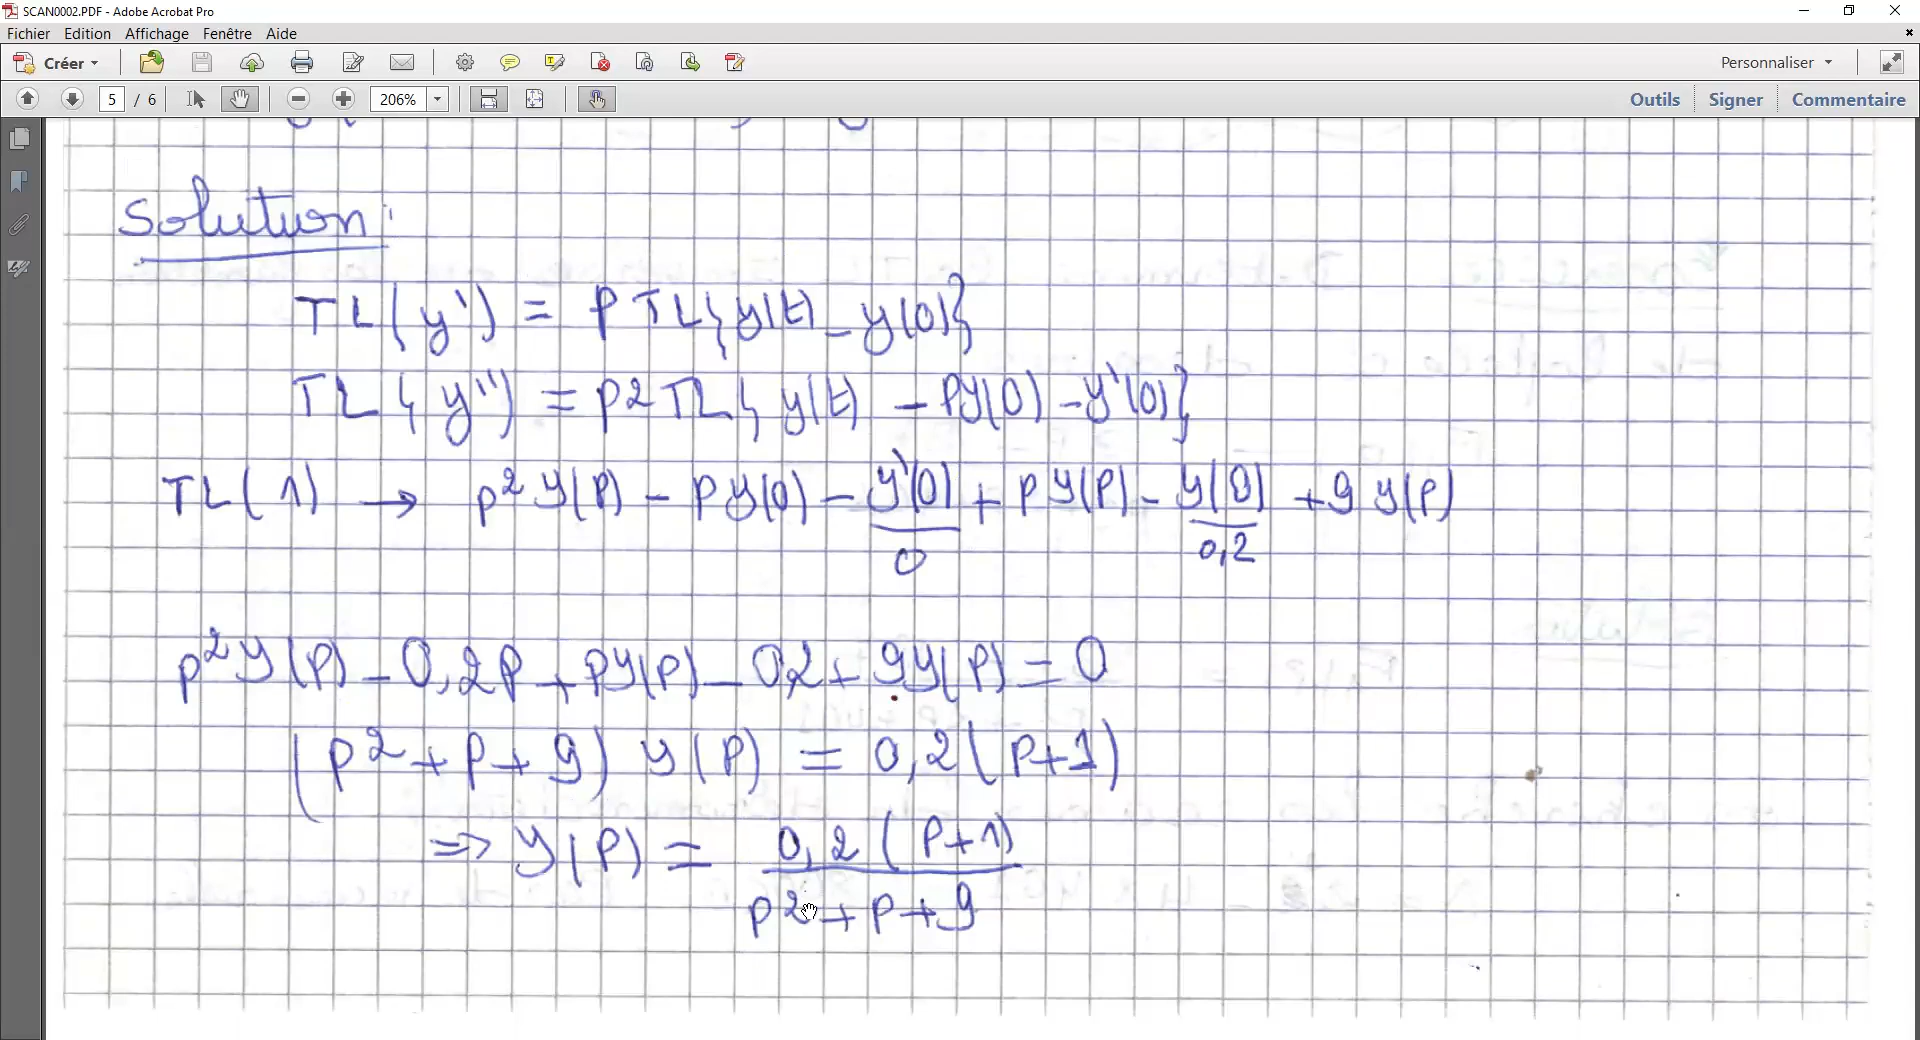 SCAN0002.PDF - Adobe Acrobat Pro
Fichier Edition Affichage Fenêtre Aide
Créer
Personnaliser
5 / 6
206%
Outils Signer Commentaire
Solution:
TL(y') = P TL{y(t) - y(0)}
TL{y'') = P2 TL{ y(t) - Py(0) - y'(0)}
TL(1) → p² y(P) - Py(0) - y'(0) + p y(P) - y(0) + 9 y(p)
0
0,2
p² y(P) - 0,2P + py(P) - 02 + 9y(P) = 0
(P² + P + 9) y(P) = 0,2(P+1)
=> y(P) = 0,2(P+1)
p2 + P + 9